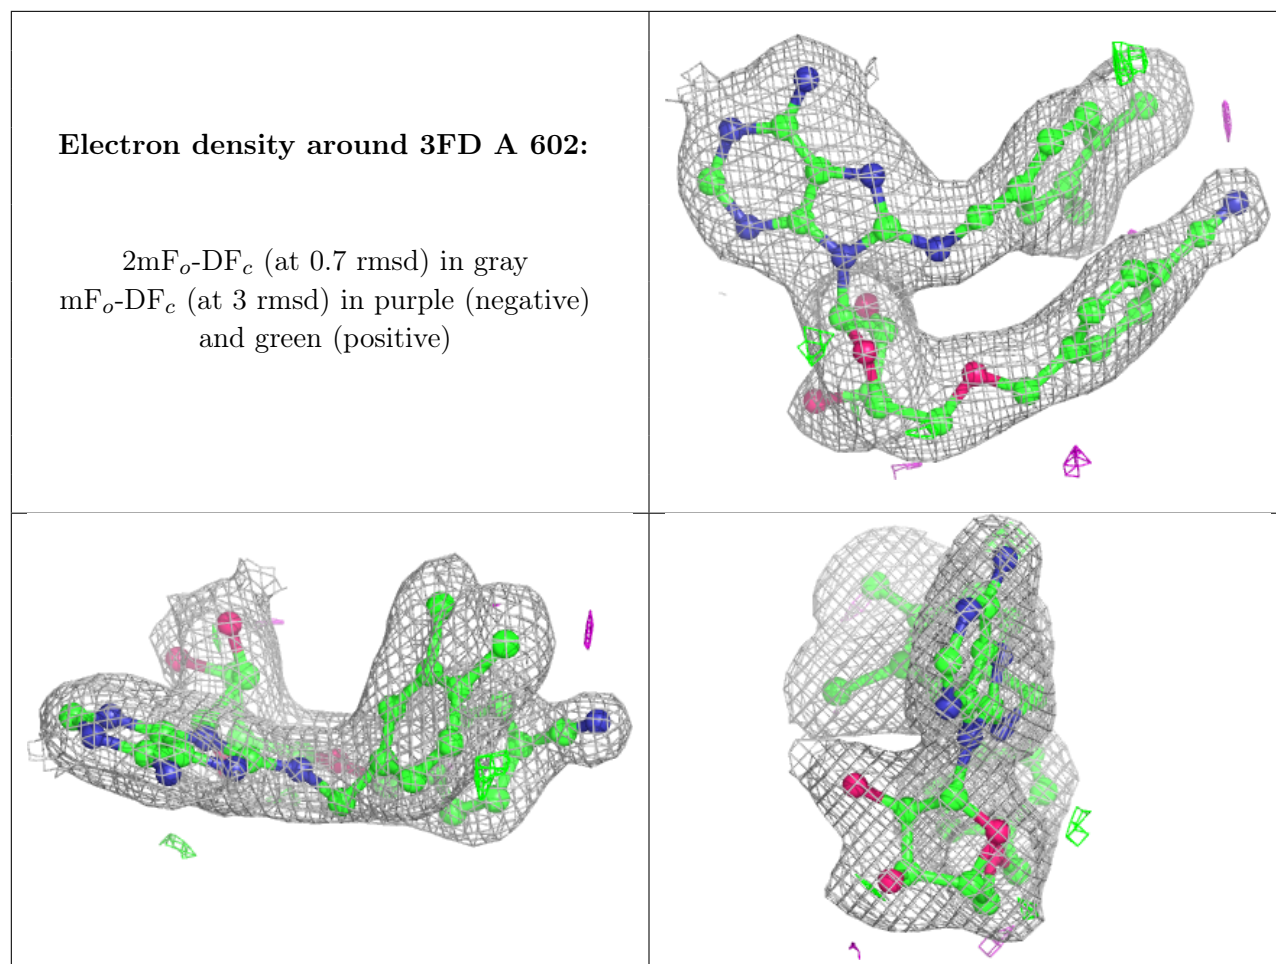 Electron density around 3FD A 602:
2mFo-DFc (at 0.7 rmsd) in gray
mFo-DFc (at 3 rmsd) in purple (negative)
and green (positive)